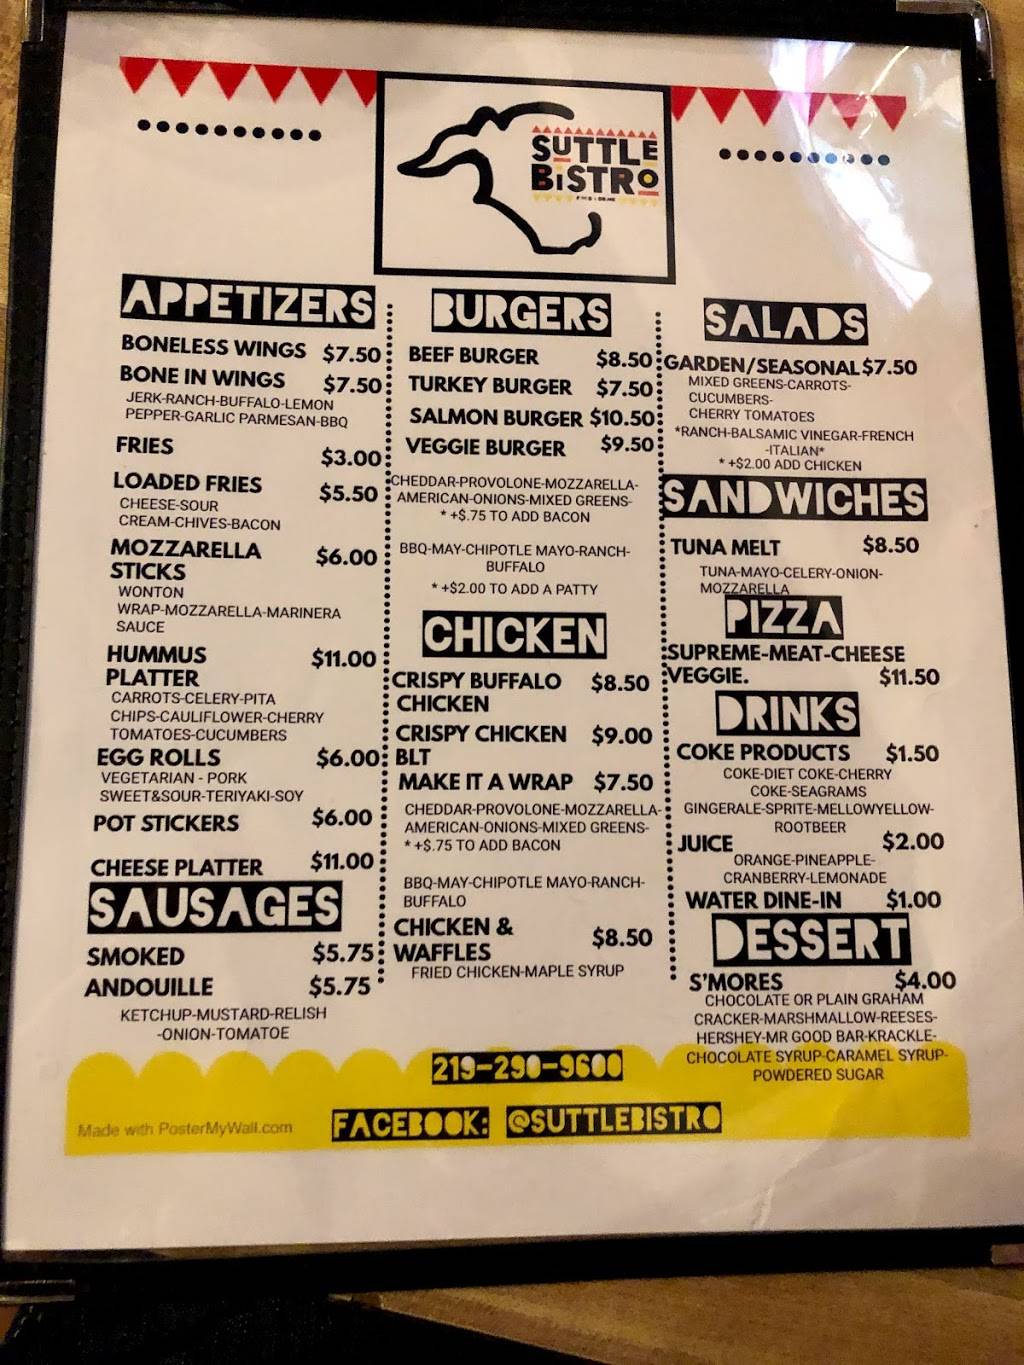 SUTTLE
BISTRO
APPETIZERS
BONELESS WINGS $7.50
BONE IN WINGS $7.50
JERK-RANCH-BUFFALO-LEMON
PEPPER-GARLIC PARMESAN-BBQ
FRIES $3.00
LOADED FRIES $5.50
CHEESE-SOUR
CREAM-CHIVES-BACON
MOZZARELLA $6.00
STICKS
WONTON
WRAP-MOZZARELLA-MARINERA
SAUCE
HUMMUS $11.00
PLATTER
CARROTS-CELERY-PITA
CHIPS-CAULIFLOWER-CHERRY
TOMATOES-CUCUMBERS
EGG ROLLS $6.00
VEGETARIAN - PORK
SWEET&SOUR-TERIYAKI-SOY
POT STICKERS $6.00
CHEESE PLATTER $11.00
SAUSAGES
SMOKED $5.75
ANDOUILLE $5.75
KETCHUP-MUSTARD-RELISH
-ONION-TOMATOE
BURGERS
BEEF BURGER $8.50
TURKEY BURGER $7.50
SALMON BURGER $10.50
VEGGIE BURGER $9.50
CHEDDAR-PROVOLONE-MOZZARELLA-
AMERICAN-ONIONS-MIXED GREENS-
* +$.75 TO ADD BACON
BBQ-MAY-CHIPOTLE MAYO-RANCH-
BUFFALO
* +$2.00 TO ADD A PATTY
CHICKEN
CRISPY BUFFALO $8.50
CHICKEN
CRISPY CHICKEN $9.00
BLT
MAKE IT A WRAP $7.50
CHEDDAR-PROVOLONE-MOZZARELLA-
AMERICAN-ONIONS-MIXED GREENS-
* +$.75 TO ADD BACON
BBQ-MAY-CHIPOTLE MAYO-RANCH-
BUFFALO
CHICKEN & $8.50
WAFFLES
FRIED CHICKEN-MAPLE SYRUP
SALADS
GARDEN/SEASONAL $7.50
MIXED GREENS-CARROTS-
CUCUMBERS-
CHERRY TOMATOES
*RANCH-BALSAMIC VINEGAR-FRENCH
-ITALIAN*
* +$2.00 ADD CHICKEN
SANDWICHES
TUNA MELT $8.50
TUNA-MAYO-CELERY-ONION-
MOZZARELLA
PIZZA
SUPREME-MEAT-CHEESE
VEGGIE. $11.50
DRINKS
COKE PRODUCTS $1.50
COKE-DIET COKE-CHERRY
COKE-SEAGRAMS
GINGERALE-SPRITE-MELLOWYELLOW-
ROOTBEER
JUICE $2.00
ORANGE-PINEAPPLE-
CRANBERRY-LEMONADE
WATER DINE-IN $1.00
DESSERT
S'MORES $4.00
CHOCOLATE OR PLAIN GRAHAM
CRACKER-MARSHMALLOW-REESES-
HERSHEY-MR GOOD BAR-KRACKLE-
CHOCOLATE SYRUP-CARAMEL SYRUP-
POWDERED SUGAR
219-290-9600
FACEBOOK: @SUTTLEBISTRO
Made with PosterMyWall.com